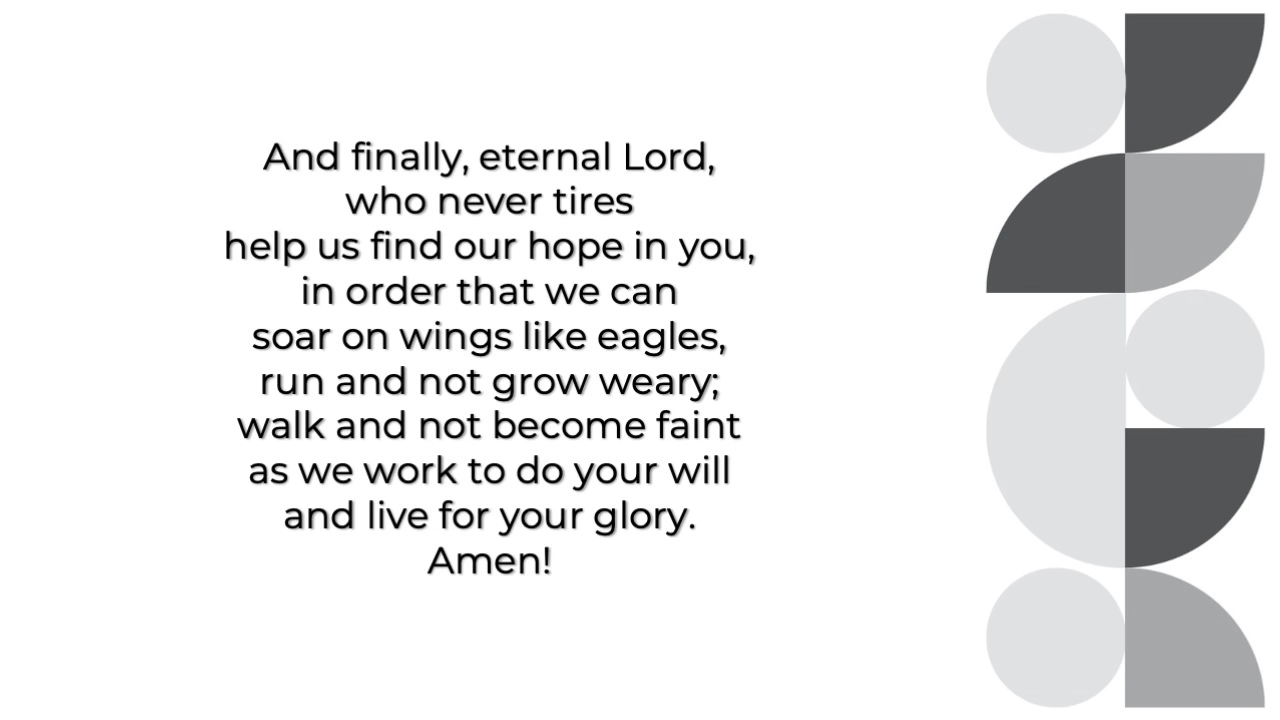 And finally, eternal Lord,
who never tires
help us find our hope in you,
in order that we can
soar on wings like eagles,
run and not grow weary;
walk and not become faint
as we work to do your will
and live for your glory.
Amen!